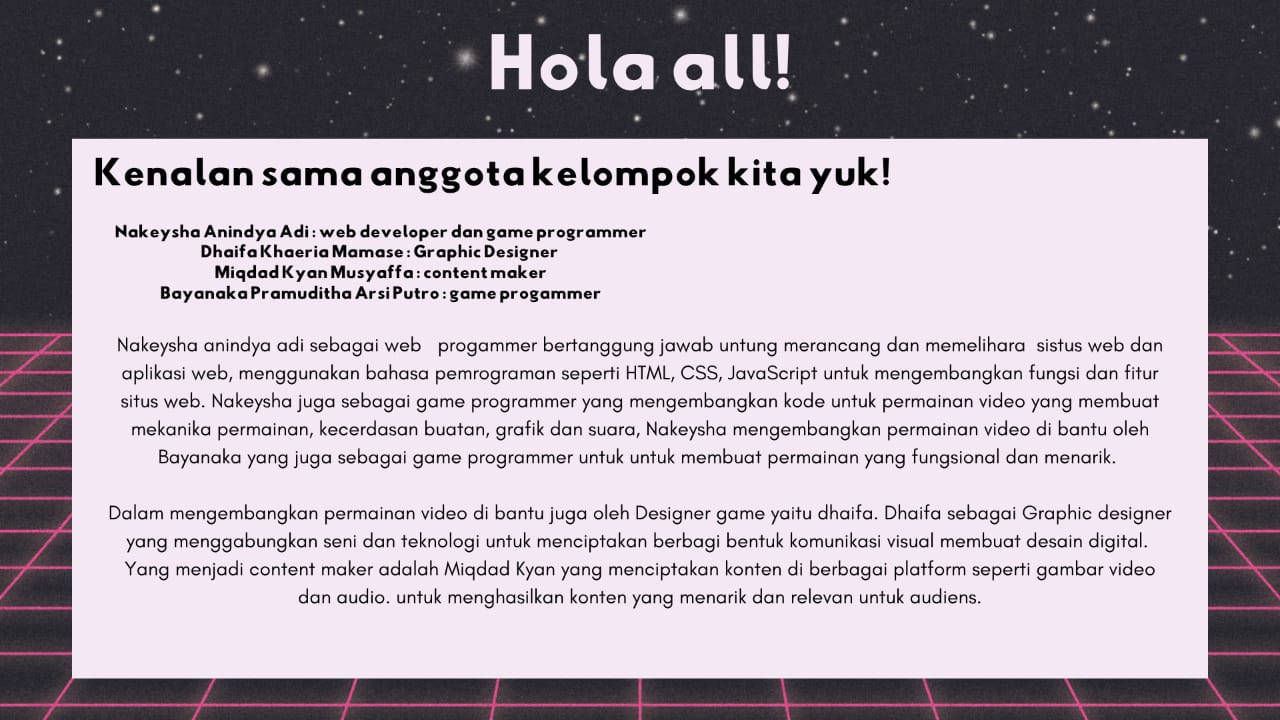 Hola all!
Kenalan sama anggota kelompok kita yuk!
Nakeysha Anindya Adi : web developer dan game programmer
Dhaifa Khaeria Mamase : Graphic Designer
Miqdad Kyan Musyaffa : content maker
Bayanaka Pramuditha Arsi Putro : game progammer
Nakeysha anindya adi sebagai web progammer bertanggung jawab untung merancang dan memelihara sistus web dan
aplikasi web, menggunakan bahasa pemrograman seperti HTML, CSS, JavaScript untuk mengembangkan fungsi dan fitur
situs web. Nakeysha juga sebagai game programmer yang mengembangkan kode untuk permainan video yang membuat
mekanika permainan, kecerdasan buatan, grafik dan suara, Nakeysha mengembangkan permainan video di bantu oleh
Bayanaka yang juga sebagai game programmer untuk untuk membuat permainan yang fungsional dan menarik.
Dalam mengembangkan permainan video di bantu juga oleh Designer game yaitu dhaifa. Dhaifa sebagai Graphic designer
yang menggabungkan seni dan teknologi untuk menciptakan berbagi bentuk komunikasi visual membuat desain digital.
Yang menjadi content maker adalah Miqdad Kyan yang menciptakan konten di berbagai platform seperti gambar video
dan audio. untuk menghasilkan konten yang menarik dan relevan untuk audiens.